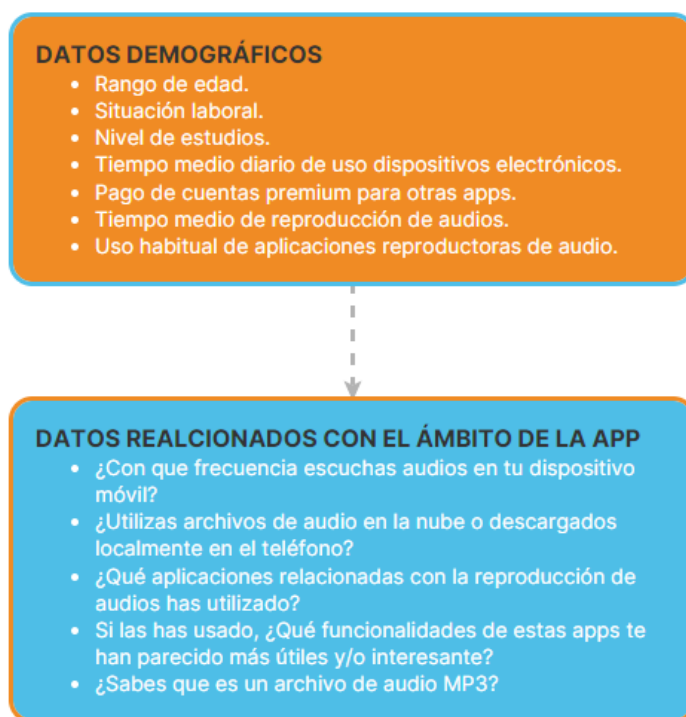 DATOS DEMOGRÁFICOS
• Rango de edad.
• Situación laboral.
• Nivel de estudios.
• Tiempo medio diario de uso dispositivos electrónicos.
• Pago de cuentas premium para otras apps.
• Tiempo medio de reproducción de audios.
• Uso habitual de aplicaciones reproductoras de audio.
DATOS REALCIONADOS CON EL ÁMBITO DE LA APP
• ¿Con que frecuencia escuchas audios en tu dispositivo
móvil?
• ¿Utilizas archivos de audio en la nube o descargados
localmente en el teléfono?
• ¿Qué aplicaciones relacionadas con la reproducción de
audios has utilizado?
• Si las has usado, ¿Qué funcionalidades de estas apps te
han parecido más útiles y/o interesante?
• ¿Sabes que es un archivo de audio MP3?